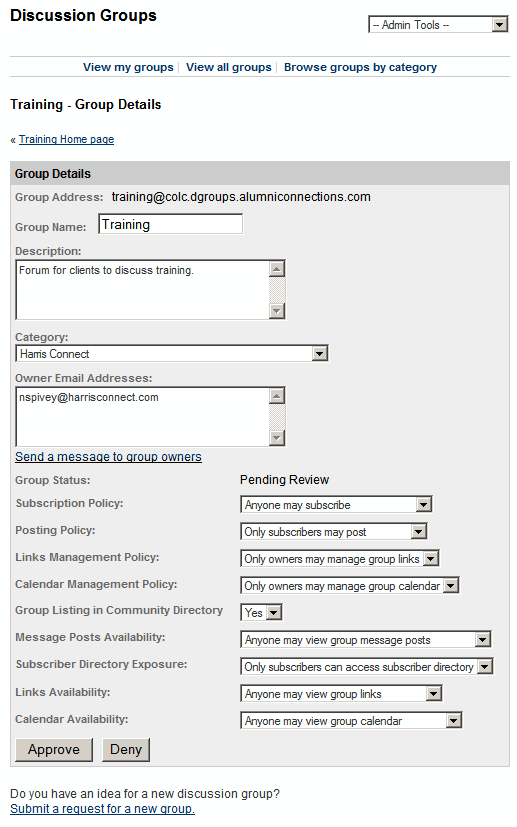 Discussion Groups
-- Admin Tools --
View my groups | View all groups | Browse groups by category
Training - Group Details
« Training Home page
Group Details
Group Address: training@colc.dgroups.alumniconnections.com
Group Name: Training
Description:
Forum for clients to discuss training.
Category:
Harris Connect
Owner Email Addresses:
nspivey@harrisconnect.com
Send a message to group owners
Group Status: Pending Review
Subscription Policy: Anyone may subscribe
Posting Policy: Only subscribers may post
Links Management Policy: Only owners may manage group links
Calendar Management Policy: Only owners may manage group calendar
Group Listing in Community Directory Yes
Message Posts Availability: Anyone may view group message posts
Subscriber Directory Exposure: Only subscribers can access subscriber directory
Links Availability: Anyone may view group links
Calendar Availability: Anyone may view group calendar
Approve Deny
Do you have an idea for a new discussion group?
Submit a request for a new group.